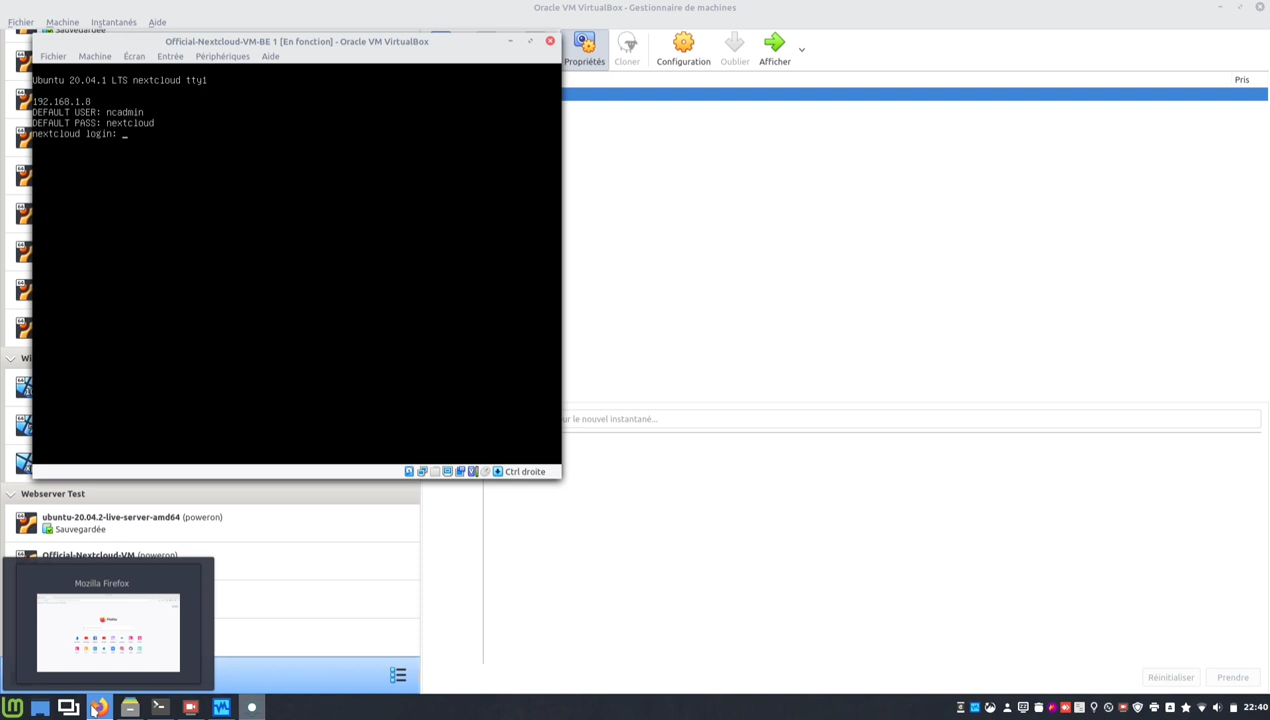 Oracle VM VirtualBox - Gestionnaire de machines
Fichier Machine Instantanés Aide
Sauvegardée
Official-Nextcloud-VM-BE 1 [En fonction] - Oracle VM VirtualBox
Fichier Machine Écran Entrée Périphériques Aide
Propriétés Cloner Configuration Oublier Afficher
Pris
Ubuntu 20.04.1 LTS nextcloud tty1
192.168.1.8
DEFAULT USER: ncadmin
DEFAULT PASS: nextcloud
nextcloud login: _
Wi
ur le nouvel instantané...
Ctrl droite
Webserver Test
ubuntu-20.04.2-live-server-amd64 (poweron)
Sauvegardée
Official-Nextcloud-VM (poweron)
Mozilla Firefox
Firefox
Réinitialiser Prendre
22:40